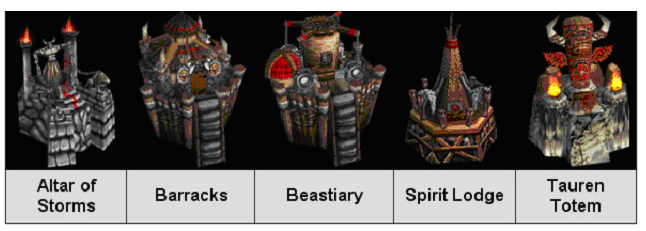 Altar of
Storms
Barracks
Beastiary
Spirit Lodge
Tauren
Totem